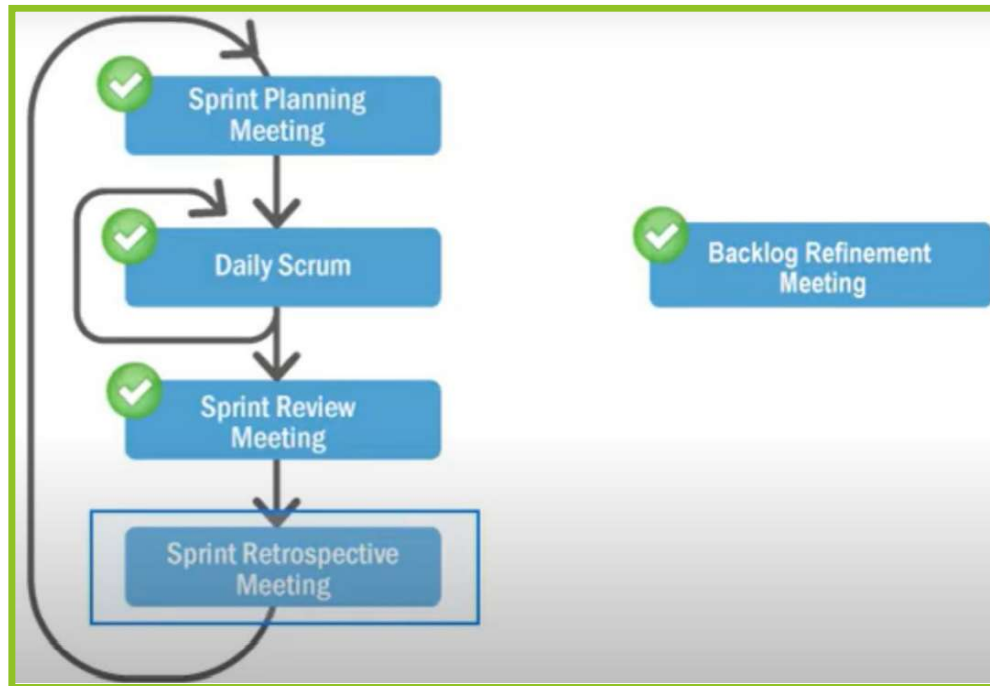 Sprint Planning
Meeting
Daily Scrum
Backlog Refinement
Meeting
Sprint Review
Meeting
Sprint Retrospective
Meeting